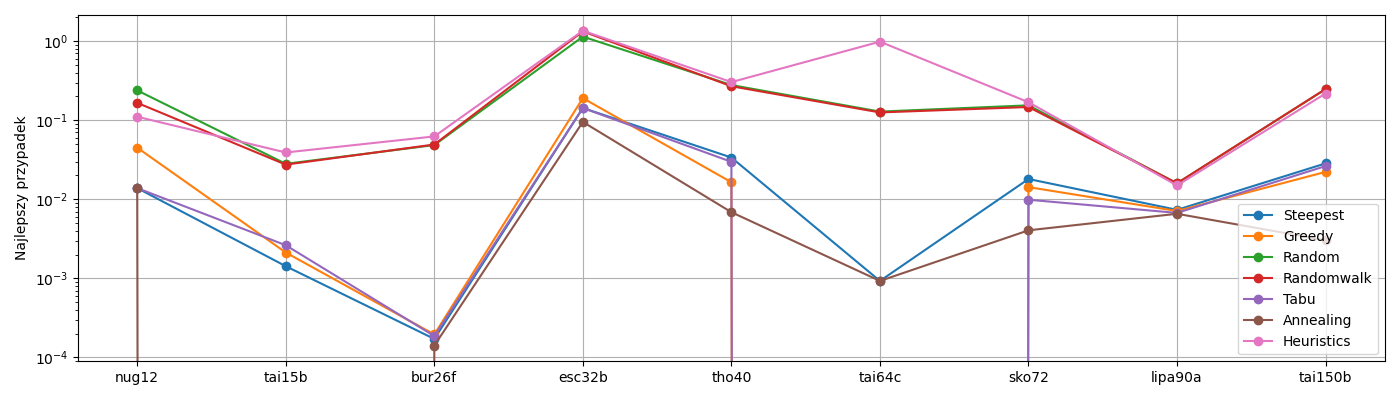 Najlepszy przypadek
10⁰
10⁻¹
10⁻²
10⁻³
10⁻⁴
nug12
tai15b
bur26f
esc32b
tho40
tai64c
sko72
lipa90a
tai150b
Steepest
Greedy
Random
Randomwalk
Tabu
Annealing
Heuristics